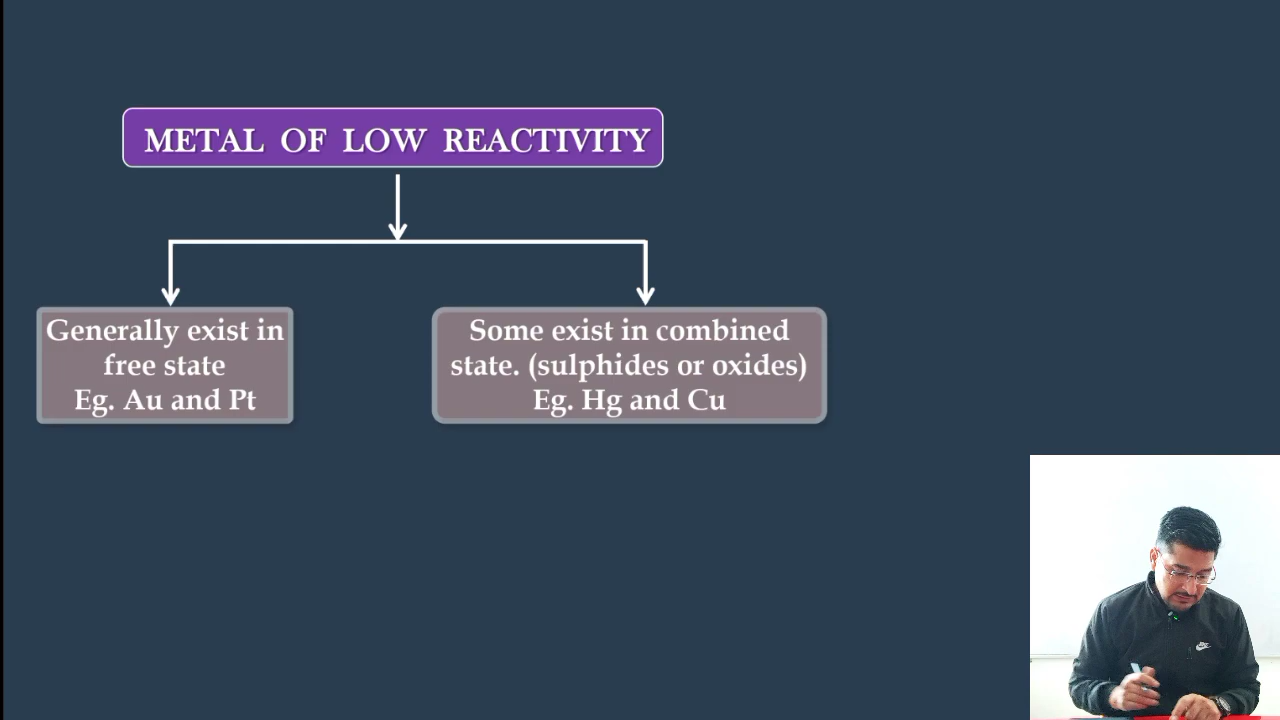 METAL OF LOW REACTIVITY
Generally exist in
free state
Eg. Au and Pt
Some exist in combined
state. (sulphides or oxides)
Eg. Hg and Cu